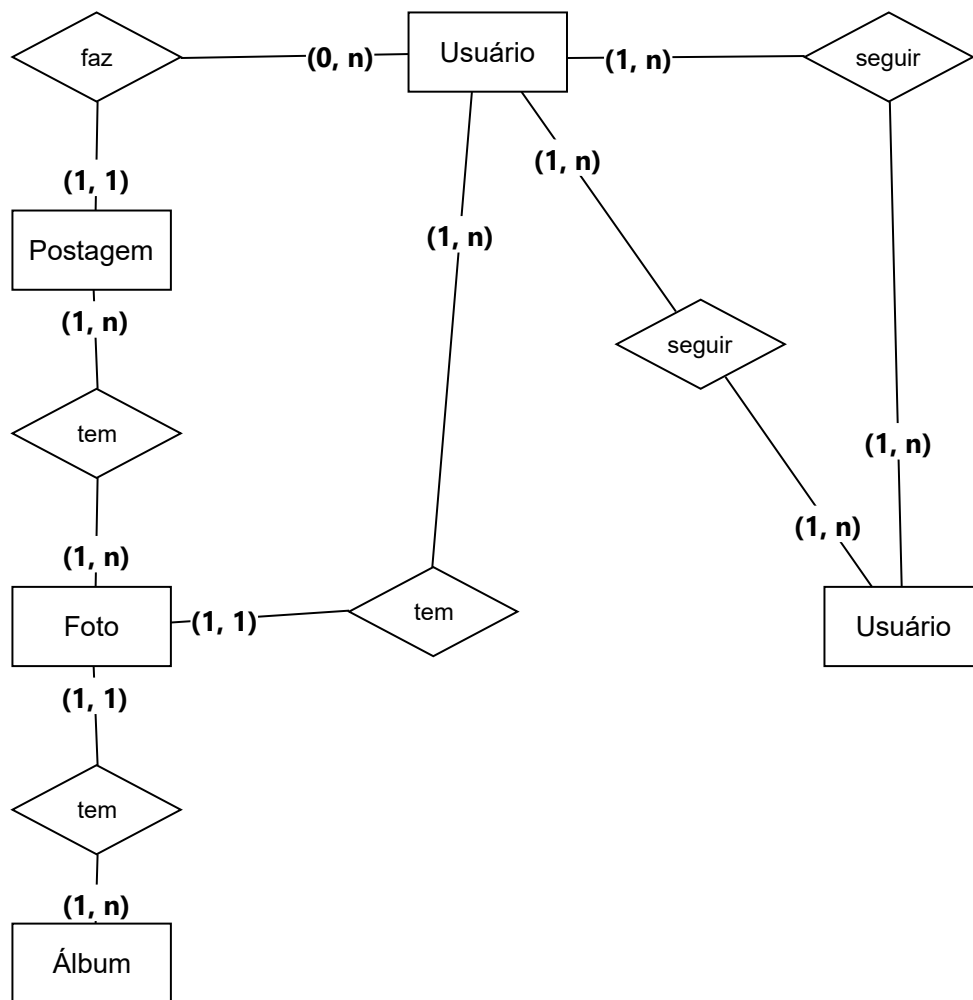 faz
(0, n)
Usuário
(1, n)
seguir
(1, n)
(1, 1)
(1, n)
Postagem
(1, n)
seguir
tem
(1, n)
(1, n)
(1, n)
Foto
(1, 1)
tem
Usuário
(1, 1)
tem
(1, n)
Álbum